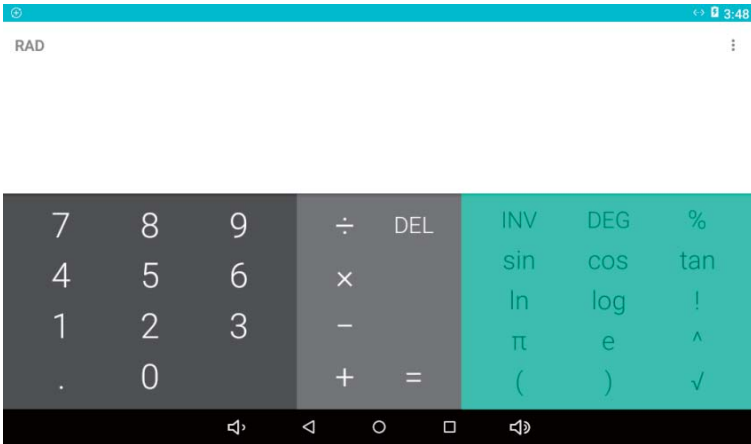 3:48
RAD
7 8 9 ÷ DEL INV DEG %
4 5 6 × sin cos tan
1 2 3 − ln log !
. 0 + = π e ^
( ) √